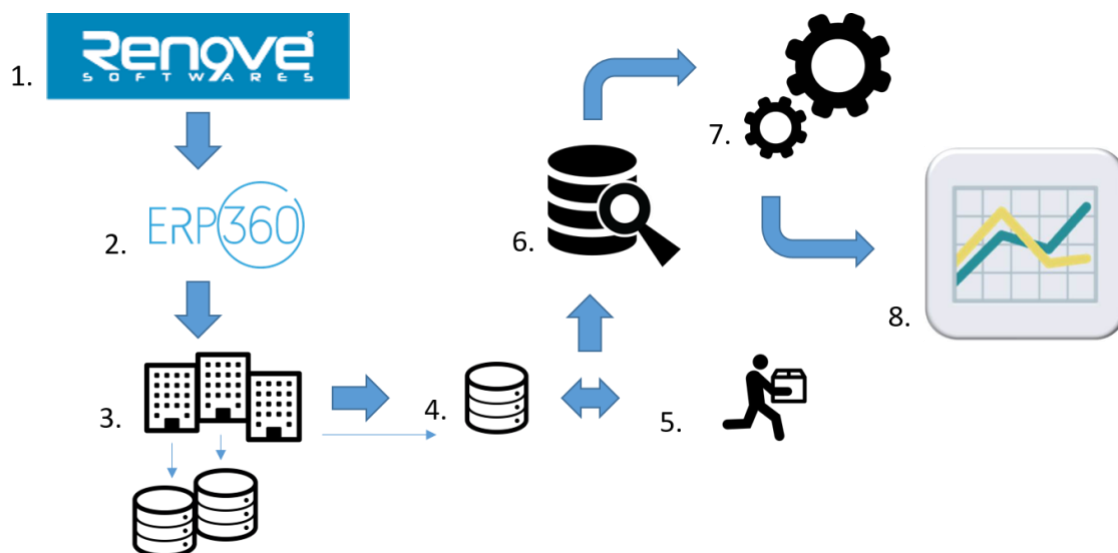 1.
Renove®
SOFTWARES
2.
ERP360
3.
4.
5.
6.
7.
8.